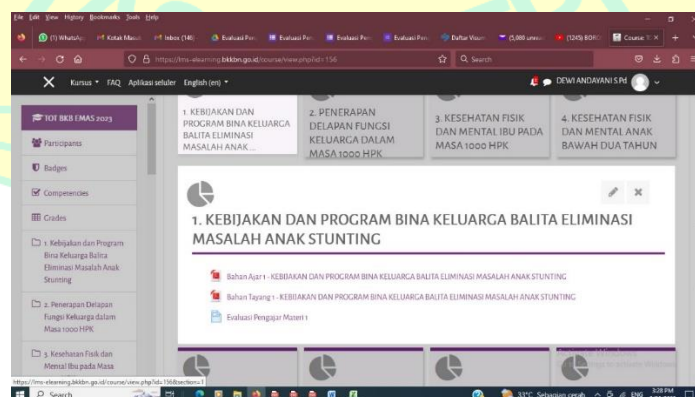 File Edit View History Bookmarks Tools Help
(1) WhatsApp
Kotak Masuk
Inbox (146)
Evaluasi Pen
Evaluasi Pen
Evaluasi Pen
Evaluasi Pen
Daftar Viou
(5,000 unrea
(1245) BORO
Course: TO
https://lms-elearning.bkkbn.go.id/course/view.php?id=156
Search
Kursus FAQ Aplikasi seluler English (en)
DEWI ANDAYANI S.Pd
TOT BKB EMAS 2023
Participants
Badges
Competencies
Grades
1. Kebijakan dan Program
Bina Keluarga Balita
Eliminasi Masalah Anak
Stunting
2. Penerapan Delapan
Fungsi Keluarga dalam
Masa 1000 HPK
3. Kesehatan Fisik dan
Mental Ibu pada Masa
1. KEBIJAKAN DAN
PROGRAM BINA KELUARGA
BALITA ELIMINASI
MASALAH ANAK...
2. PENERAPAN
DELAPAN FUNGSI
KELUARGA DALAM
MASA 1000 HPK
3. KESEHATAN FISIK
DAN MENTAL IBU PADA
MASA 1000 HPK
4. KESEHATAN FISIK
DAN MENTAL ANAK
BAWAH DUA TAHUN
1. KEBIJAKAN DAN PROGRAM BINA KELUARGA BALITA ELIMINASI
MASALAH ANAK STUNTING
Bahan Ajar 1 - KEBIJAKAN DAN PROGRAM BINA KELUARGA BALITA ELIMINASI MASALAH ANAK STUNTING
Bahan Tayang 1 - KEBIJAKAN DAN PROGRAM BINA KELUARGA BALITA ELIMINASI MASALAH ANAK STUNTING
Evaluasi Pengajar Materi 1
https://lms-elearning.bkkbn.go.id/course/view.php?id=156&section=1
Search
33°C Sebagian cerah
ENG
3:28 PM